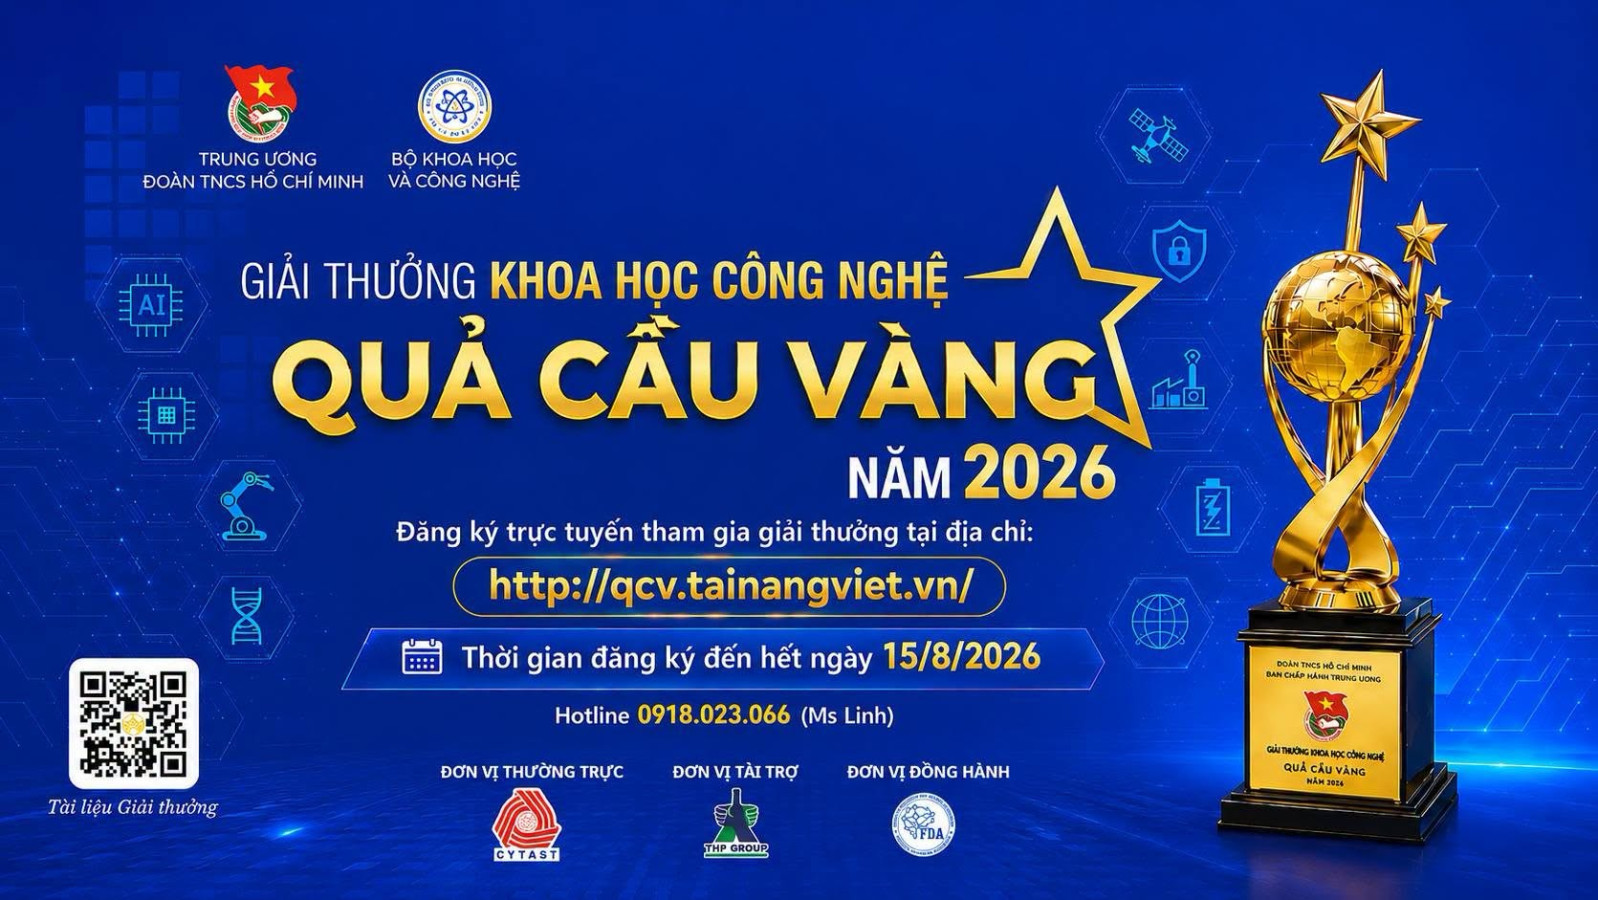 TRUNG ƯƠNG
ĐOÀN TNCS HỒ CHÍ MINH
BỘ KHOA HỌC
VÀ CÔNG NGHỆ
GIẢI THƯỞNG KHOA HỌC CÔNG NGHỆ
QUẢ CẦU VÀNG
NĂM 2026
Đăng ký trực tuyến tham gia giải thưởng tại địa chỉ:
http://qcv.tainangviet.vn/
Thời gian đăng ký đến hết ngày 15/8/2026
Hotline 0918.023.066 (Ms Linh)
AI
Tài liệu Giải thưởng
ĐƠN VỊ THƯỜNG TRỰC
CYTAST
ĐƠN VỊ TÀI TRỢ
THP GROUP
ĐƠN VỊ ĐỒNG HÀNH
FDA
ĐOÀN TNCS HỒ CHÍ MINH
BAN CHẤP HÀNH TRUNG UONG
GIẢI THƯỞNG KHOA HỌC CÔNG NGHỆ
QUẢ CẦU VÀNG
NĂM 2026